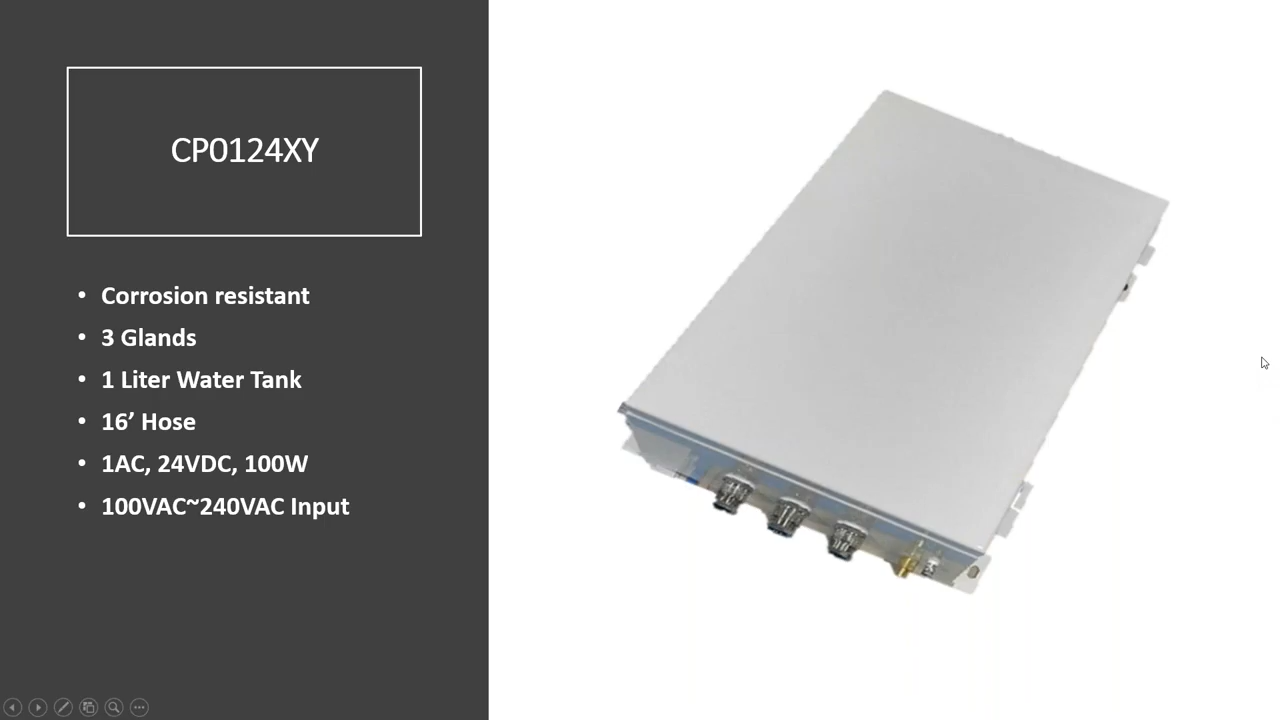 CP0124XY
• Corrosion resistant
• 3 Glands
• 1 Liter Water Tank
• 16’ Hose
• 1AC, 24VDC, 100W
• 100VAC~240VAC Input